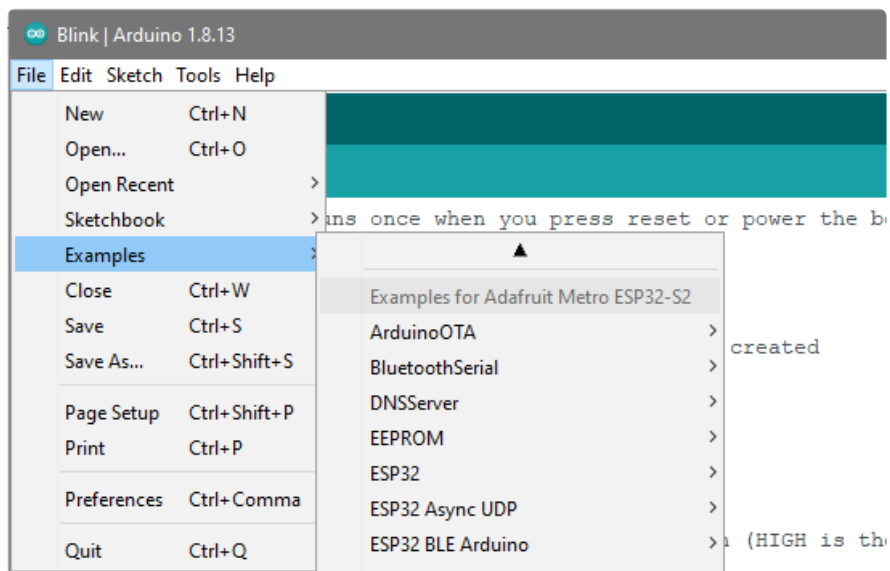 Blink | Arduino 1.8.13
File Edit Sketch Tools Help
New Ctrl+N
Open... Ctrl+O
Open Recent
Sketchbook
once when you press reset or power the
Examples
Close Ctrl+W
Examples for Adafruit Metro ESP32-S2
Save Ctrl+S
ArduinoOTA
created
Save As... Ctrl+Shift+S
BluetoothSerial
DNSServer
Page Setup Ctrl+Shift+P
EEPROM
Print Ctrl+P
ESP32
Preferences Ctrl+Comma
ESP32 Async UDP
ESP32 BLE Arduino
(HIGH is the
Quit Ctrl+Q